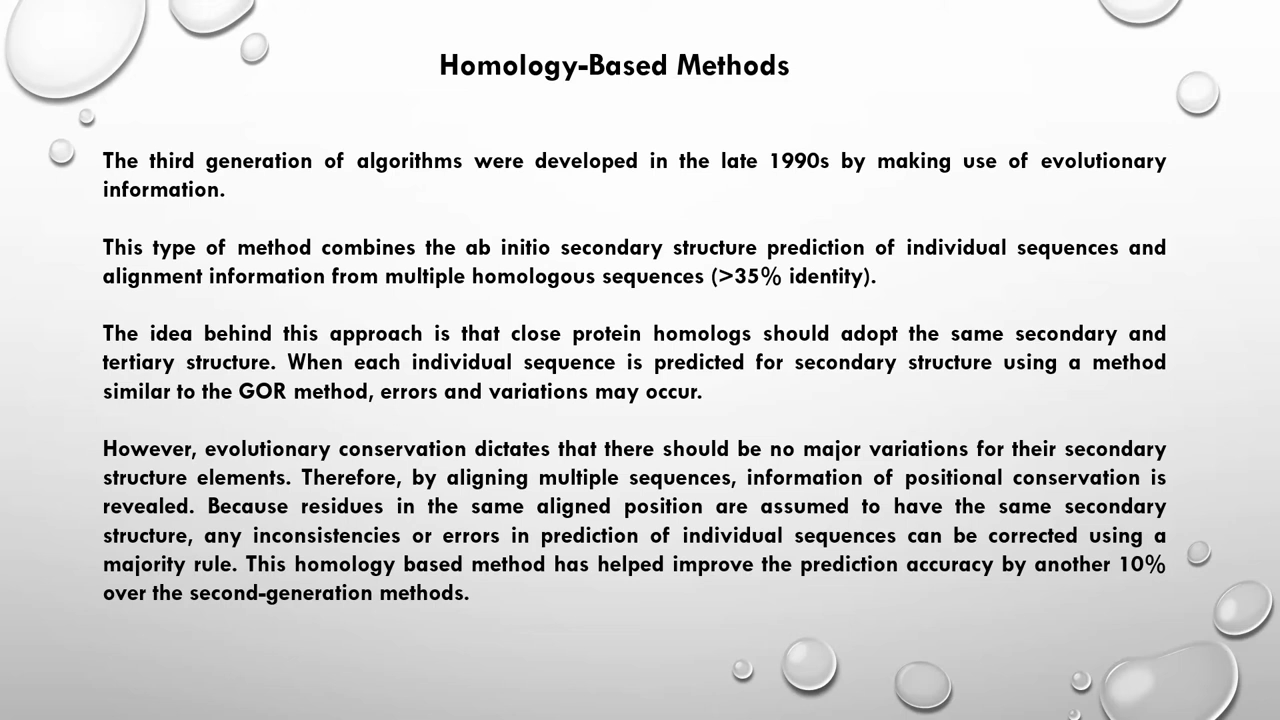 Homology-Based Methods
The third generation of algorithms were developed in the late 1990s by making use of evolutionary
information.
This type of method combines the ab initio secondary structure prediction of individual sequences and
alignment information from multiple homologous sequences (>35% identity).
The idea behind this approach is that close protein homologs should adopt the same secondary and
tertiary structure. When each individual sequence is predicted for secondary structure using a method
similar to the GOR method, errors and variations may occur.
However, evolutionary conservation dictates that there should be no major variations for their secondary
structure elements. Therefore, by aligning multiple sequences, information of positional conservation is
revealed. Because residues in the same aligned position are assumed to have the same secondary
structure, any inconsistencies or errors in prediction of individual sequences can be corrected using a
majority rule. This homology based method has helped improve the prediction accuracy by another 10%
over the second-generation methods.